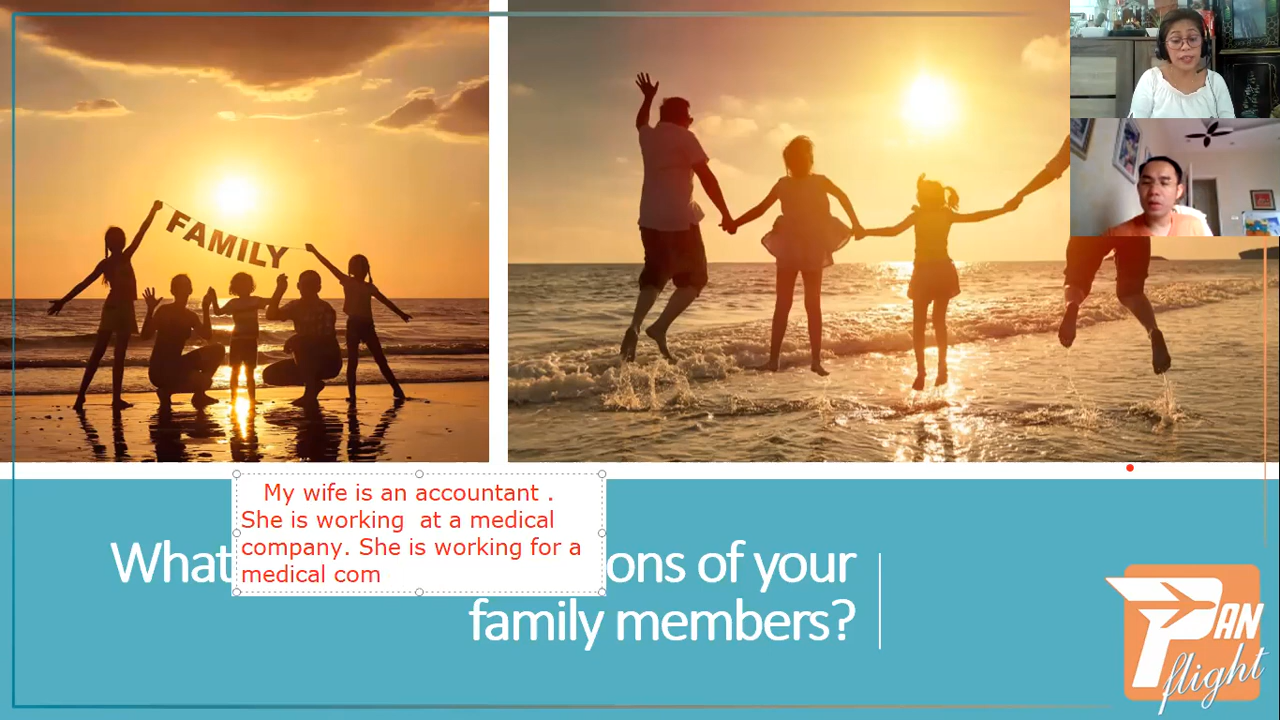 FAMILY
My wife is an accountant .
She is working at a medical
company. She is working for a
medical com
What ons of your
family members?
PAN
flight